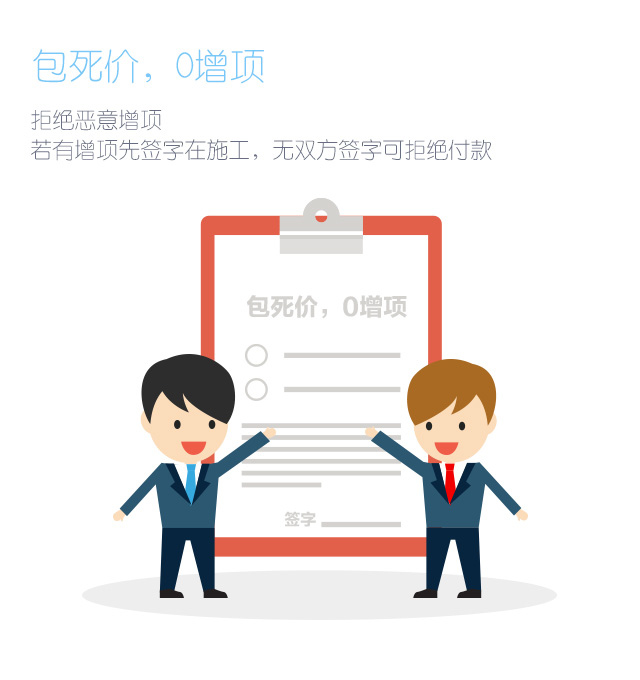 包死价，0增项
拒绝恶意增项
若有增项先签字在施工，无双方签字可拒绝付款
包死价，0增项
签字